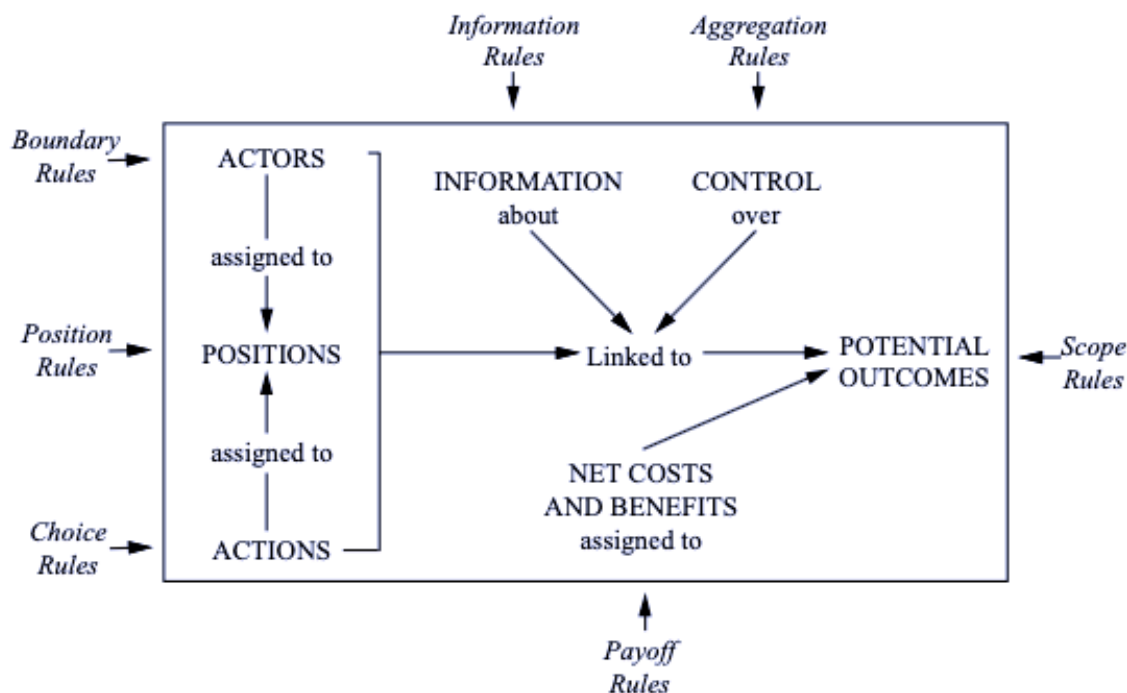 Information
Rules
Aggregation
Rules
Boundary
Rules
ACTORS
INFORMATION
about
CONTROL
over
assigned to
Position
Rules
POSITIONS
Linked to
POTENTIAL
OUTCOMES
Scope
Rules
assigned to
NET COSTS
AND BENEFITS
assigned to
Choice
Rules
ACTIONS
Payoff
Rules